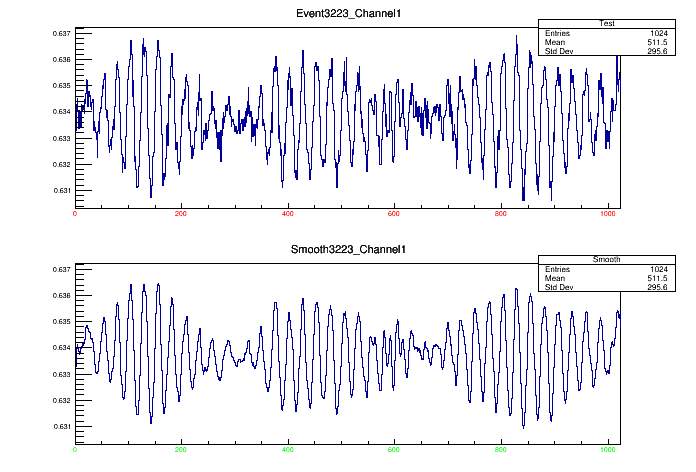 Event3223_Channel1
Test
Entries 1024
Mean 511.5
Std Dev 295.6
0.637
0.636
0.635
0.634
0.633
0.632
0.631
0 200 400 600 800 1000
Smooth3223_Channel1
Smooth
Entries 1024
Mean 511.5
Std Dev 295.6
0.637
0.636
0.635
0.634
0.633
0.632
0.631
0 200 400 600 800 1000